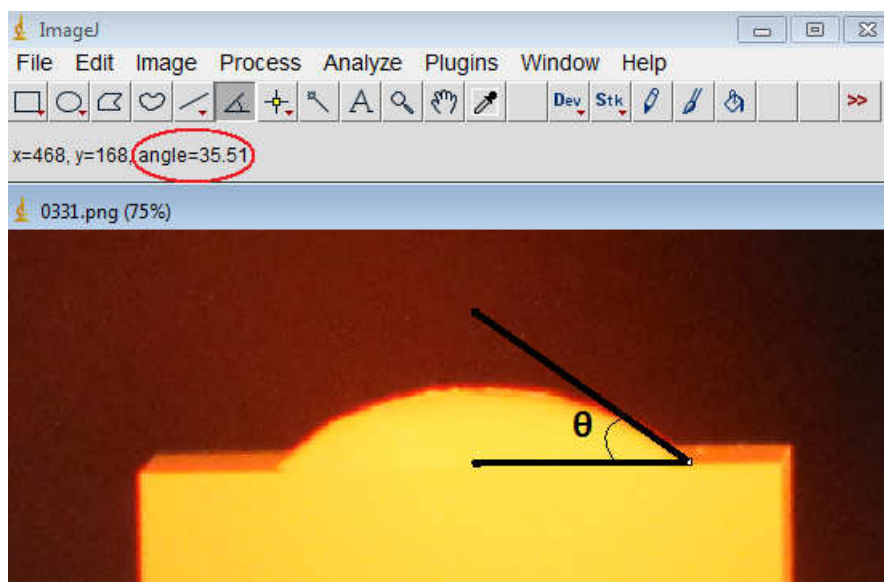 ImageJ
File Edit Image Process Analyze Plugins Window Help
A Dev Stk >>
x=468, y=168, angle=35.51
0331.png (75%)
θ